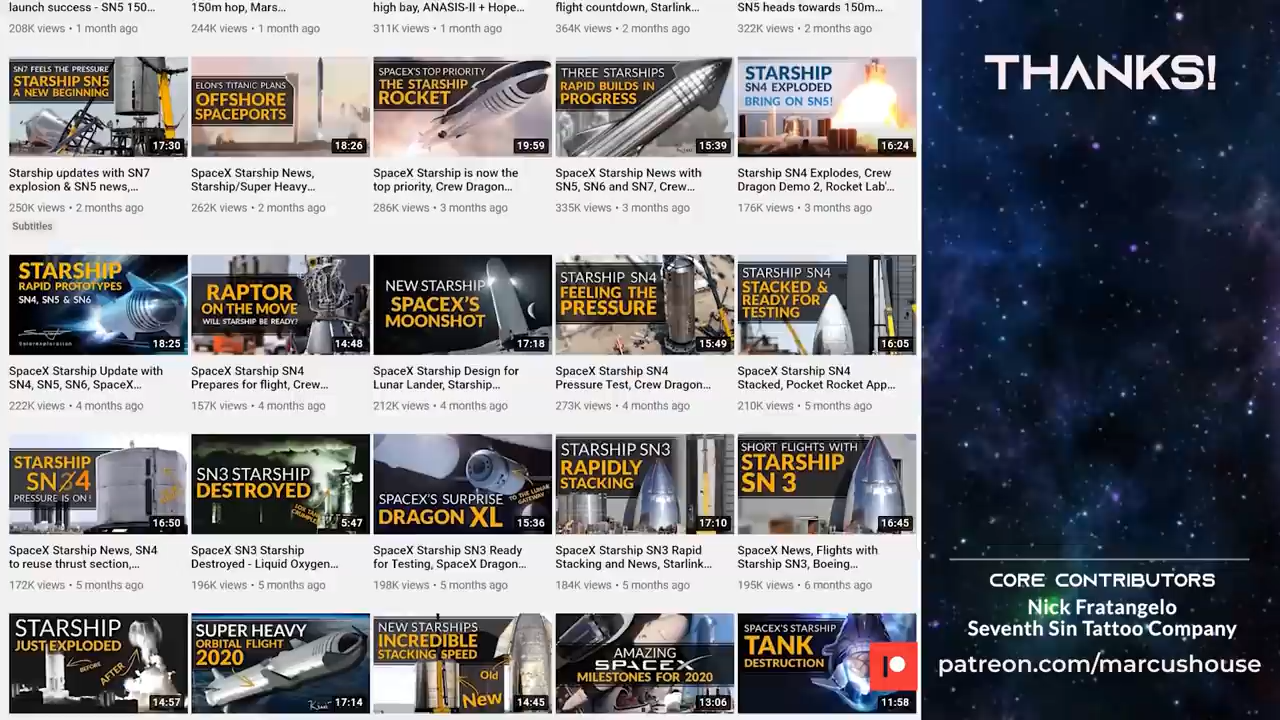 launch success - SN5 150...
208K views • 1 month ago
150m hop, Mars...
244K views • 1 month ago
high bay, ANASIS-II + Hope...
311K views • 1 month ago
flight countdown, Starlink...
364K views • 2 months ago
SN5 heads towards 150m...
322K views • 2 months ago
THANKS!
SN7 FEELS THE PRESSURE
STARSHIP SN5
A NEW BEGINNING
17:30
Starship updates with SN7
explosion & SN5 news,...
250K views • 2 months ago
Subtitles
ELON'S TITANIC PLANS
OFFSHORE
SPACEPORTS
18:26
SpaceX Starship News,
Starship/Super Heavy...
262K views • 2 months ago
SPACEX'S TOP PRIORITY
THE STARSHIP
ROCKET
19:59
SpaceX Starship is now the
top priority, Crew Dragon...
286K views • 3 months ago
THREE STARSHIPS
RAPID BUILDS IN
PROGRESS
15:39
SpaceX Starship News with
SN5, SN6 and SN7, Crew...
335K views • 3 months ago
STARSHIP
SN4 EXPLODED
BRING ON SN5!
16:24
Starship SN4 Explodes, Crew
Dragon Demo 2, Rocket Lab'...
176K views • 3 months ago
STARSHIP
RAPID PROTOTYPES
SN4, SN5 & SN6
18:25
SpaceX Starship Update with
SN4, SN5, SN6, SpaceX...
222K views • 4 months ago
RAPTOR
ON THE MOVE
WILL STARSHIP BE READY?
14:48
SpaceX Starship SN4
Prepares for flight, Crew...
157K views • 4 months ago
NEW STARSHIP
SPACEX'S
MOONSHOT
17:18
SpaceX Starship Design for
Lunar Lander, Starship...
212K views • 4 months ago
STARSHIP SN4
FEELING THE
PRESSURE
15:49
SpaceX Starship SN4
Pressure Test, Crew Dragon...
273K views • 4 months ago
STARSHIP SN4
STACKED &
READY FOR
TESTING
16:05
SpaceX Starship SN4
Stacked, Pocket Rocket App...
210K views • 5 months ago
STARSHIP
SN34
PRESSURE IS ON!
16:50
SpaceX Starship News, SN4
to reuse thrust section,...
172K views • 5 months ago
SN3 STARSHIP
DESTROYED
5:47
SpaceX SN3 Starship
Destroyed - Liquid Oxygen...
196K views • 5 months ago
SPACEX'S SURPRISE
DRAGON XL
TO THE LUNAR
GATEWAY
15:36
SpaceX Starship SN3 Ready
for Testing, SpaceX Dragon...
198K views • 5 months ago
STARSHIP SN3
RAPIDLY
STACKING
17:10
SpaceX Starship SN3 Rapid
Stacking and News, Starlink...
184K views • 5 months ago
SHORT FLIGHTS WITH
STARSHIP
SN 3
16:45
SpaceX News, Flights with
Starship SN3, Boeing...
195K views • 6 months ago
STARSHIP
JUST EXPLODED
BEFORE
AFTER
14:57
SUPER HEAVY
ORBITAL FLIGHT
2020
17:14
NEW STARSHIPS
INCREDIBLE
STACKING SPEED
Old
New
14:45
AMAZING
SPACEX
MILESTONES FOR 2020
13:06
SPACEX'S STARSHIP
TANK
DESTRUCTION
11:58
CORE CONTRIBUTORS
Nick Fratangelo
Seventh Sin Tattoo Company
patreon.com/marcushouse